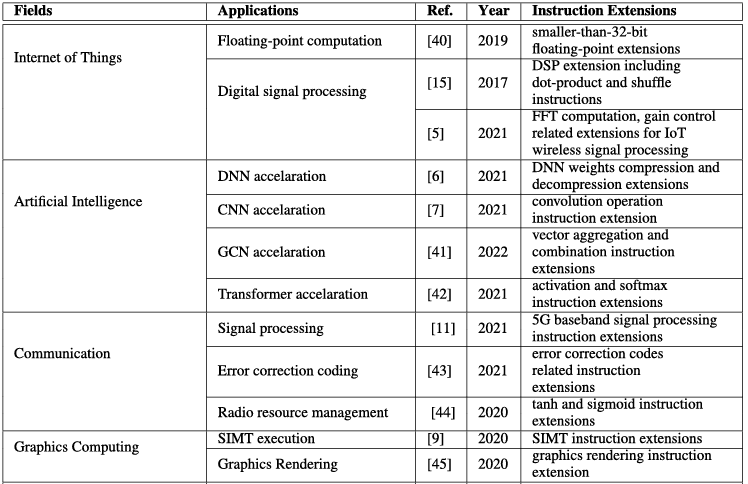 Fields Applications Ref. Year Instruction Extensions
Internet of Things Floating-point computation [40] 2019 smaller-than-32-bit
floating-point extensions
Digital signal processing [15] 2017 DSP extension including
dot-product and shuffle
instructions
[5] 2021 FFT computation, gain control
related extensions for IoT
wireless signal processing
Artificial Intelligence DNN accelaration [6] 2021 DNN weights compression and
decompression extensions
CNN accelaration [7] 2021 convolution operation
instruction extension
GCN accelaration [41] 2022 vector aggregation and
combination instruction
extensions
Transformer accelaration [42] 2021 activation and softmax
instruction extensions
Communication Signal processing [11] 2021 5G baseband signal processing
instruction extensions
Error correction coding [43] 2021 error correction codes
related instruction
extensions
Radio resource management [44] 2020 tanh and sigmoid instruction
extensions
Graphics Computing SIMT execution [9] 2020 SIMT instruction extensions
Graphics Rendering [45] 2020 graphics rendering instruction
extension